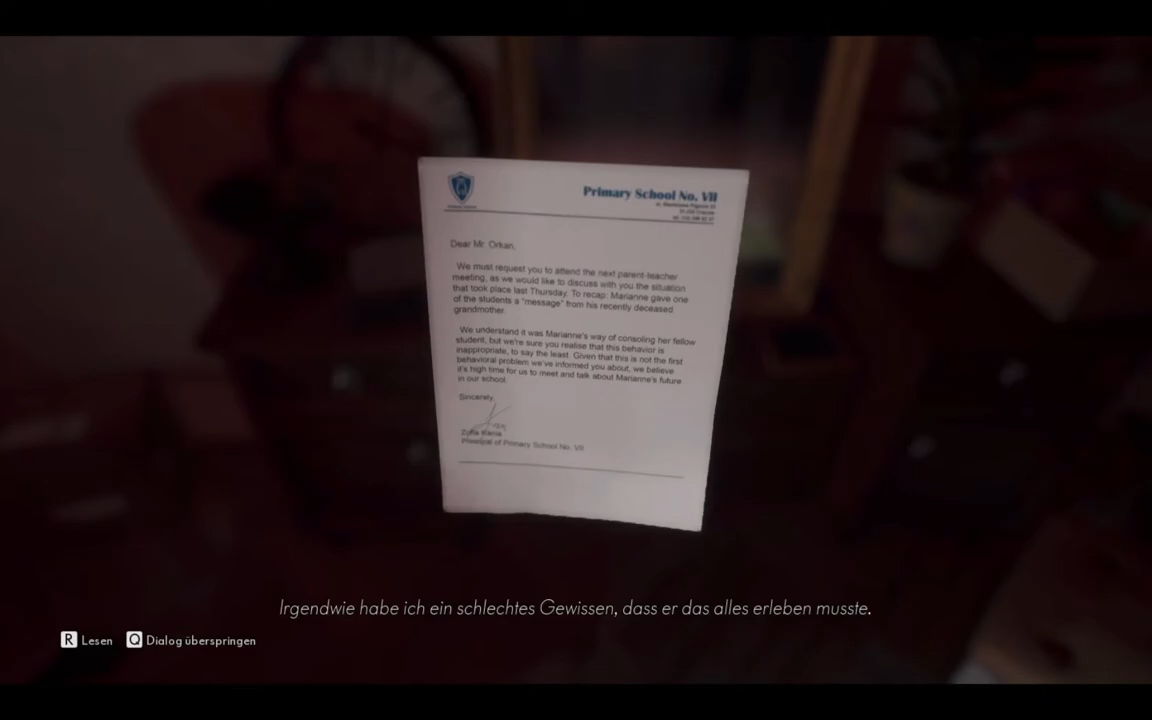 Primary School No. VII
Dear Mr. Orkan,
We must request you to attend the next parent-teacher
meeting, as we would like to discuss with you the situation
that took place last Thursday. To recap: Marianne gave one
of the students a "message" from his recently deceased
grandmother.
We understand it was Marianne's way of consoling her fellow
student, but we're sure you realise that this behavior is
inappropriate, to say the least. Given that this is not the first
behavioral problem we've informed you about, we believe
it's high time for us to meet and talk about Marianne's future
in our school.
Sincerely,
Zofia Kania
Principal of Primary School No. VII
Irgendwie habe ich ein schlechtes Gewissen, dass er das alles erleben musste.
R Lesen Q Dialog überspringen